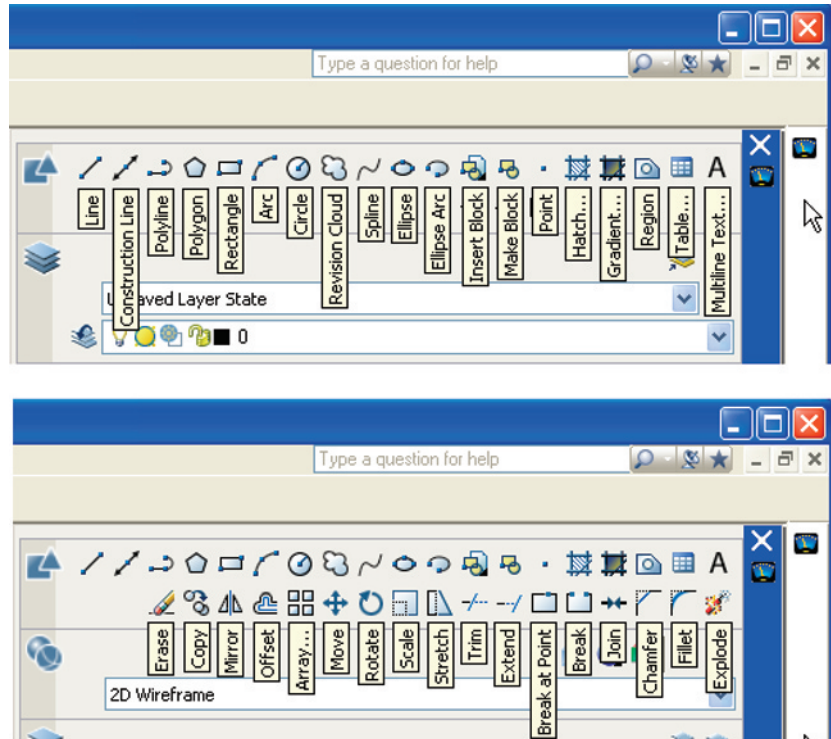 Type a question for help
A
Line
Construction Line
Polyline
Polygon
Rectangle
Arc
Circle
Revision Cloud
Spline
Ellipse
Ellipse Arc
Insert Block
Make Block
Point
Hatch...
Gradient...
Region
Table...
Multiline Text...
aved Layer State
0
Type a question for help
A
Erase
Copy
Mirror
Offset
Array...
Move
Rotate
Scale
Stretch
Trim
Extend
Break at Point
Break
Join
Chamfer
Fillet
Explode
2D Wireframe